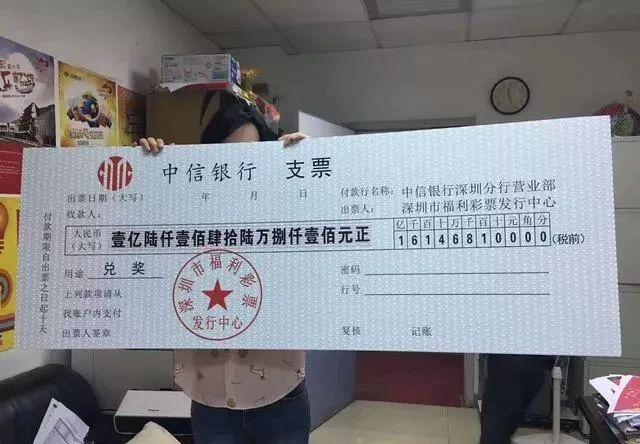 中信银行 支票
出票日期(大写) 年 月 日
付款行名称: 中信银行深圳分行营业部
收款人:
出票人: 深圳市福利彩票发行中心
人民币
(大写)
壹亿陆仟壹佰肆拾陆万捌仟壹佰元正
亿千百十万千百十元角分
16146810000
(税前)
用途 兑奖
密码
上列款项请从
行号
我账户内支付
出票人签章
复核 记账
付款期限自出票之日起十天
深圳市福利彩票
发行中心